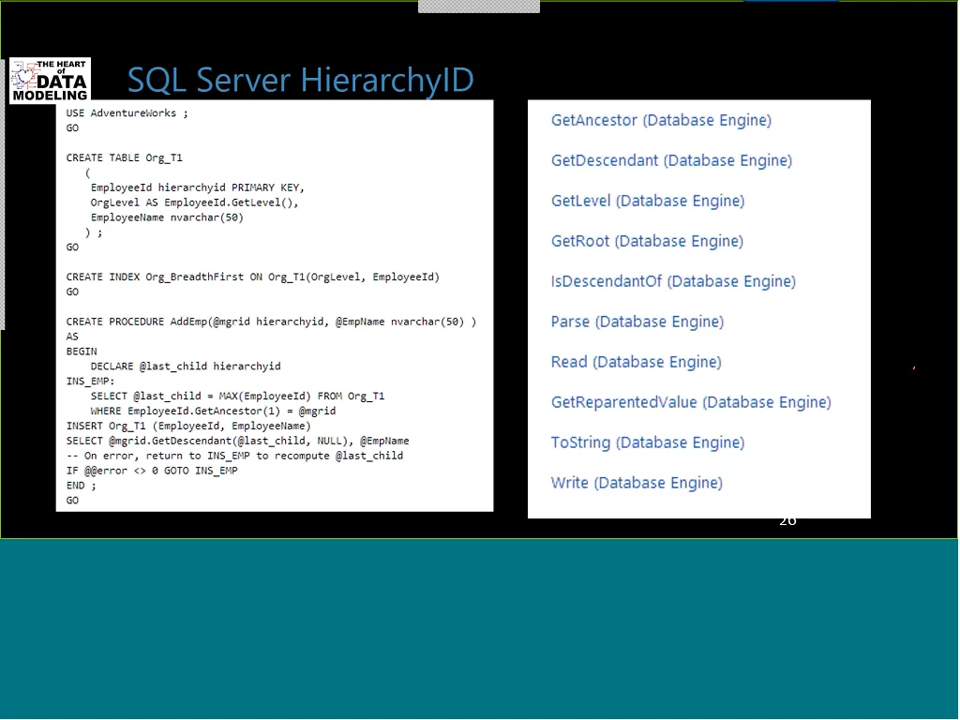 THE HEART
of
DATA
MODELING
SQL Server HierarchyID
USE AdventureWorks ;
GO
CREATE TABLE Org_T1
(
EmployeeId hierarchyid PRIMARY KEY,
OrgLevel AS EmployeeId.GetLevel(),
EmployeeName nvarchar(50)
) ;
GO
CREATE INDEX Org_BreadthFirst ON Org_T1(OrgLevel, EmployeeId)
GO
CREATE PROCEDURE AddEmp(@mgrid hierarchyid, @EmpName nvarchar(50) )
AS
BEGIN
DECLARE @last_child hierarchyid
INS_EMP:
SELECT @last_child = MAX(EmployeeId) FROM Org_T1
WHERE EmployeeId.GetAncestor(1) = @mgrid
INSERT Org_T1 (EmployeeId, EmployeeName)
SELECT @mgrid.GetDescendant(@last_child, NULL), @EmpName
-- On error, return to INS_EMP to recompute @last_child
IF @@error <> 0 GOTO INS_EMP
END ;
GO
GetAncestor (Database Engine)
GetDescendant (Database Engine)
GetLevel (Database Engine)
GetRoot (Database Engine)
IsDescendantOf (Database Engine)
Parse (Database Engine)
Read (Database Engine)
GetReparentedValue (Database Engine)
ToString (Database Engine)
Write (Database Engine)
26